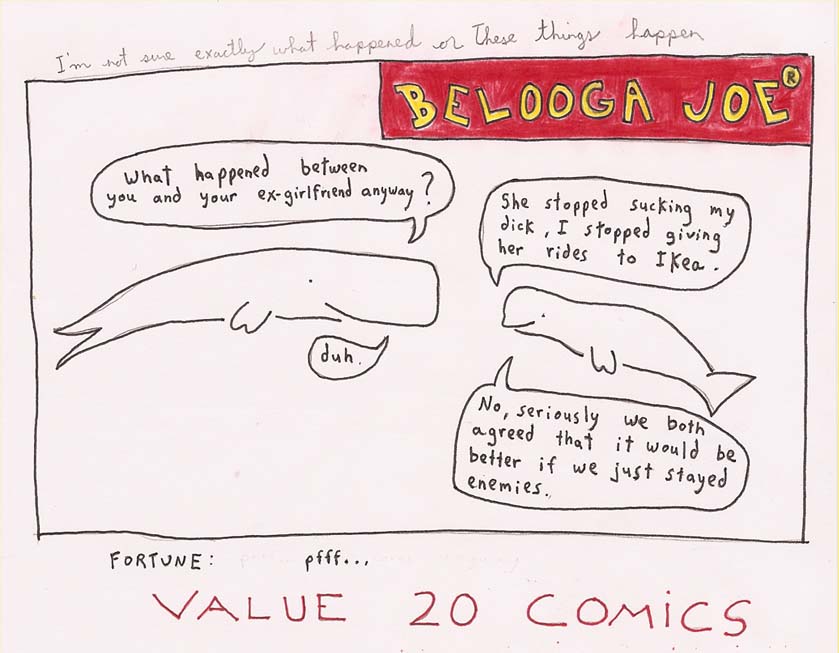 I'm not sure exactly what happened or These things happen
BELOOGA JOE®
What happened between
you and your ex-girlfriend anyway?
She stopped sucking my
dick, I stopped giving
her rides to IKea.
duh.
No, seriously we both
agreed that it would be
better if we just stayed
enemies.
FORTUNE: pfff...
VALUE 20 COMICS